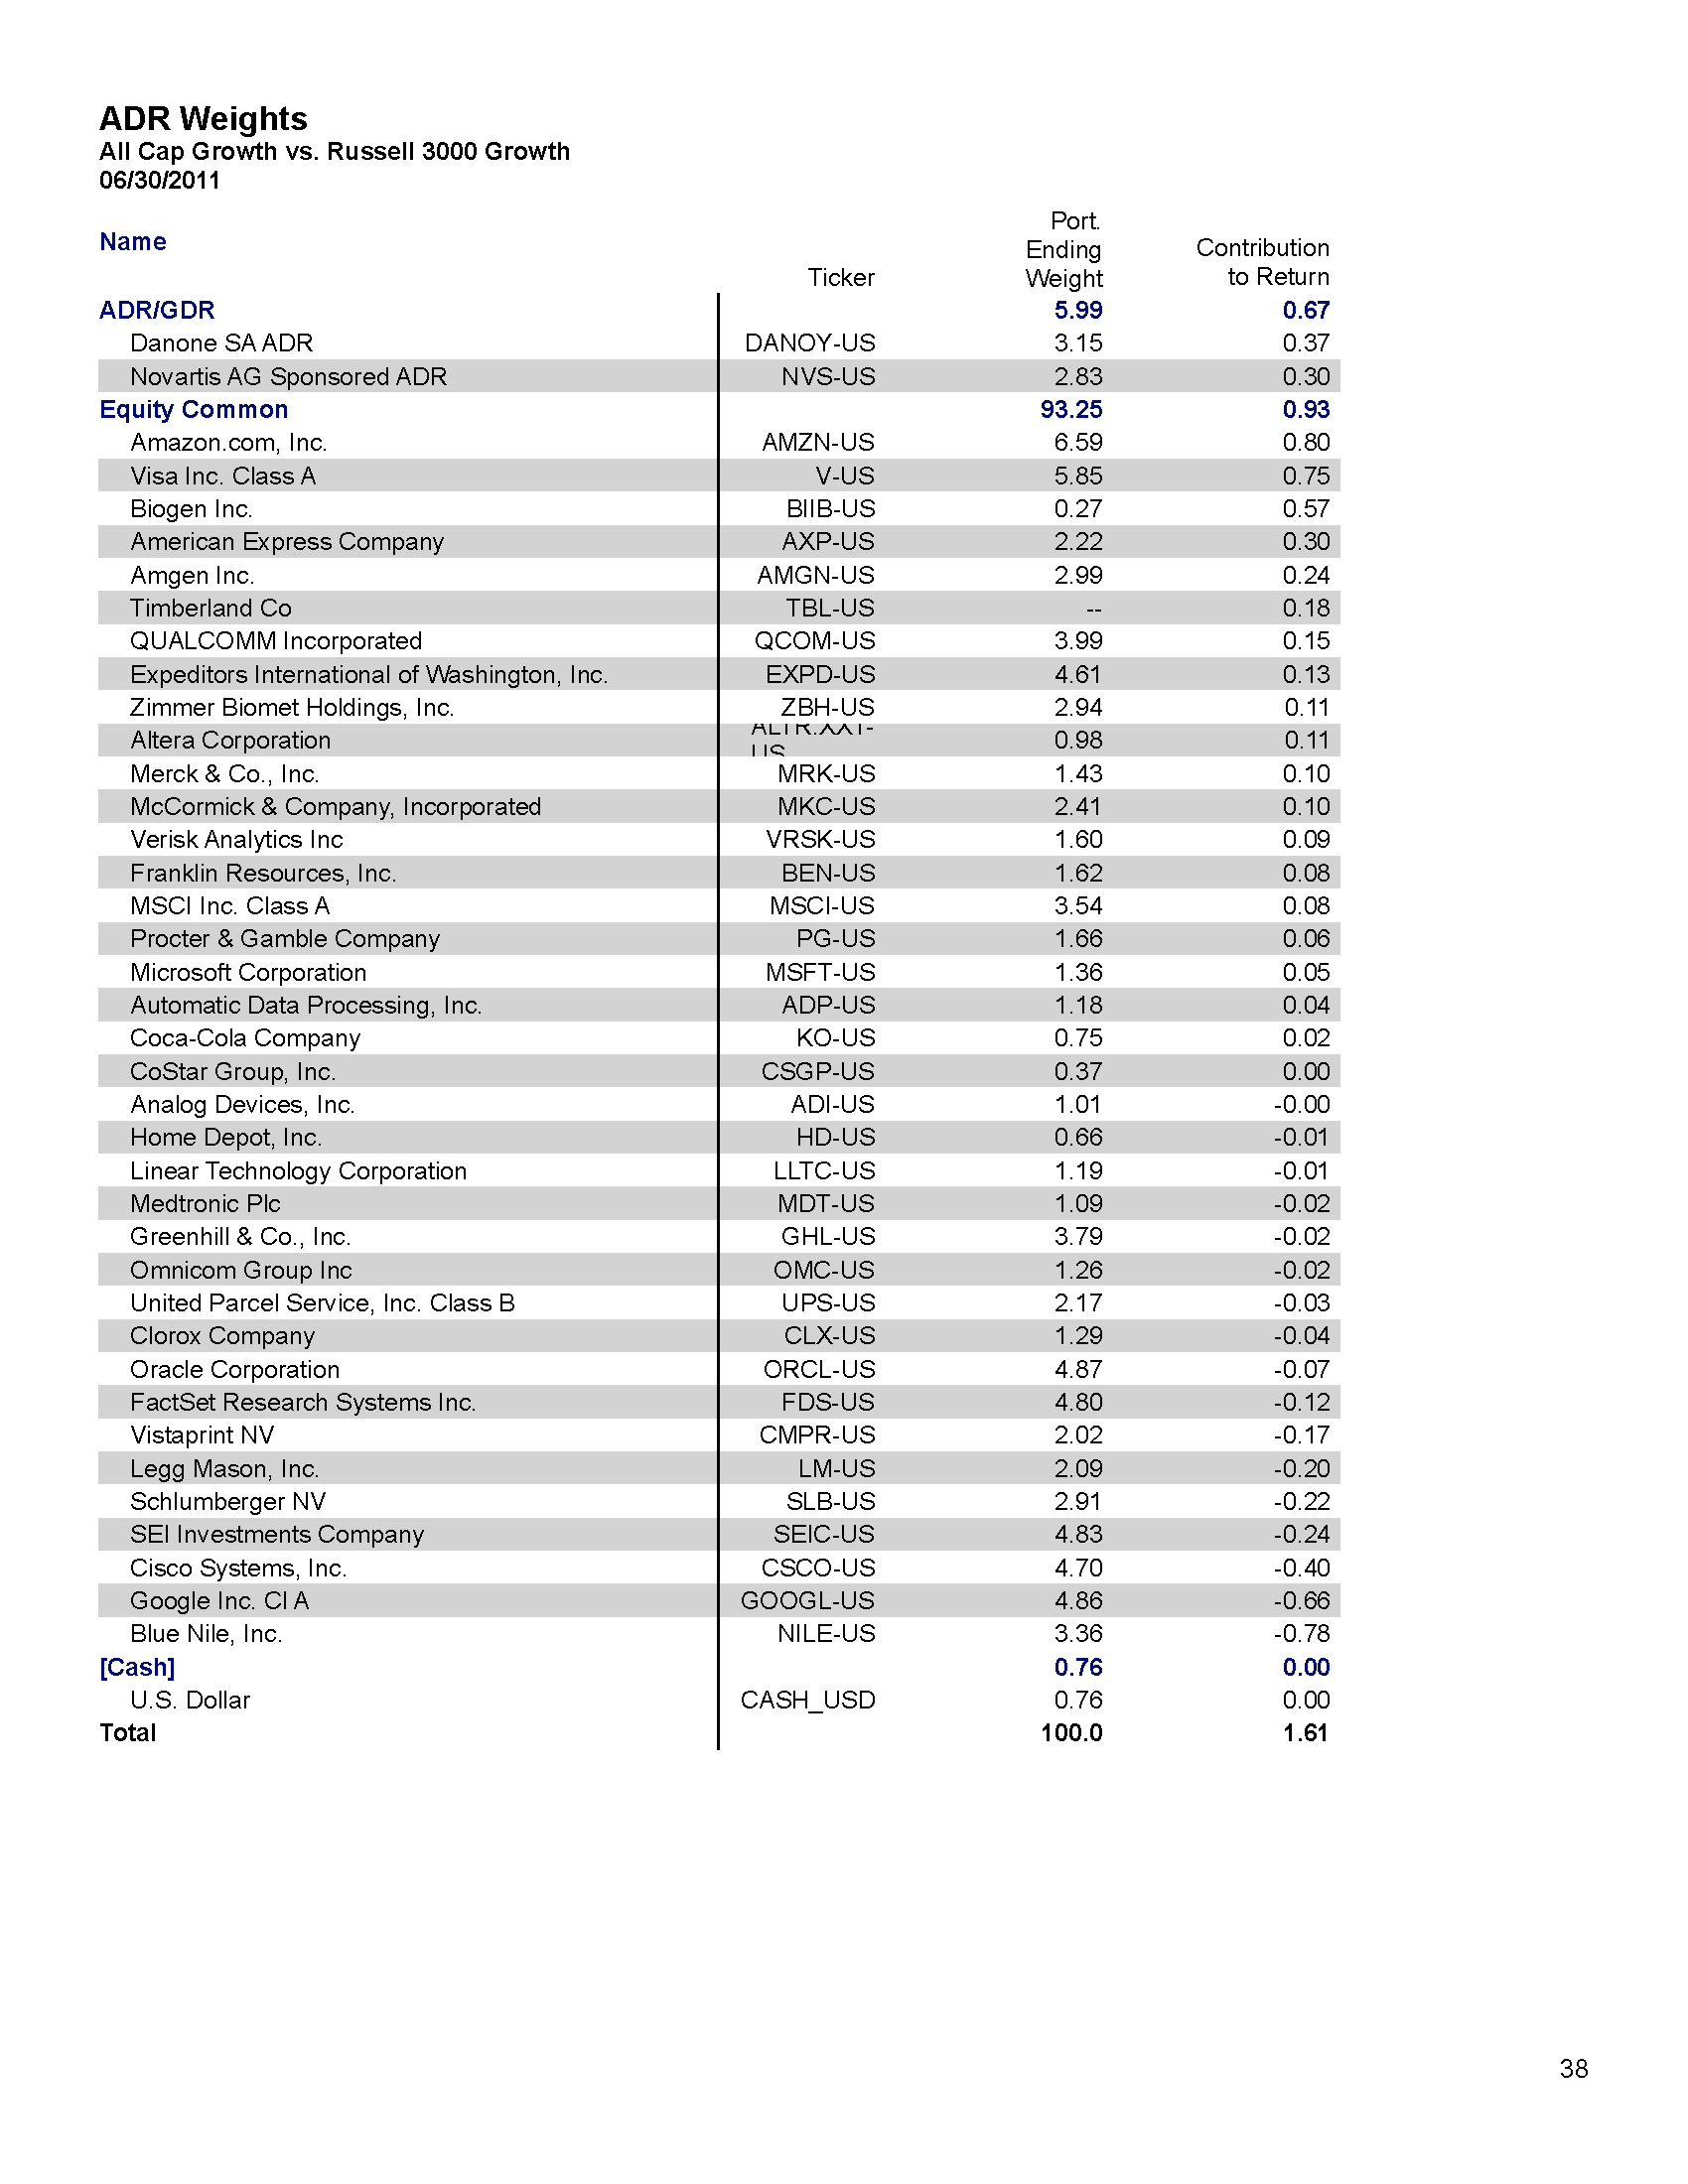 ADR Weights
All Cap Growth vs. Russell 3000 Growth
06/30/2011
Name Ticker Port. Ending Weight Contribution to Return
ADR/GDR 5.99 0.67
Danone SA ADR DANOY-US 3.15 0.37
Novartis AG Sponsored ADR NVS-US 2.83 0.30
Equity Common 93.25 0.93
Amazon.com, Inc. AMZN-US 6.59 0.80
Visa Inc. Class A V-US 5.85 0.75
Biogen Inc. BIIB-US 0.27 0.57
American Express Company AXP-US 2.22 0.30
Amgen Inc. AMGN-US 2.99 0.24
Timberland Co TBL-US -- 0.18
QUALCOMM Incorporated QCOM-US 3.99 0.15
Expeditors International of Washington, Inc. EXPD-US 4.61 0.13
Zimmer Biomet Holdings, Inc. ZBH-US 2.94 0.11
Altera Corporation 0.98 0.11
Merck & Co., Inc. MRK-US 1.43 0.10
McCormick & Company, Incorporated MKC-US 2.41 0.10
Verisk Analytics Inc VRSK-US 1.60 0.09
Franklin Resources, Inc. BEN-US 1.62 0.08
MSCI Inc. Class A MSCI-US 3.54 0.08
Procter & Gamble Company PG-US 1.66 0.06
Microsoft Corporation MSFT-US 1.36 0.05
Automatic Data Processing, Inc. ADP-US 1.18 0.04
Coca-Cola Company KO-US 0.75 0.02
CoStar Group, Inc. CSGP-US 0.37 0.00
Analog Devices, Inc. ADI-US 1.01 -0.00
Home Depot, Inc. HD-US 0.66 -0.01
Linear Technology Corporation LLTC-US 1.19 -0.01
Medtronic Plc MDT-US 1.09 -0.02
Greenhill & Co., Inc. GHL-US 3.79 -0.02
Omnicom Group Inc OMC-US 1.26 -0.02
United Parcel Service, Inc. Class B UPS-US 2.17 -0.03
Clorox Company CLX-US 1.29 -0.04
Oracle Corporation ORCL-US 4.87 -0.07
FactSet Research Systems Inc. FDS-US 4.80 -0.12
Vistaprint NV CMPR-US 2.02 -0.17
Legg Mason, Inc. LM-US 2.09 -0.20
Schlumberger NV SLB-US 2.91 -0.22
SEI Investments Company SEIC-US 4.83 -0.24
Cisco Systems, Inc. CSCO-US 4.70 -0.40
Google Inc. Cl A GOOGL-US 4.86 -0.66
Blue Nile, Inc. NILE-US 3.36 -0.78
[Cash] 0.76 0.00
U.S. Dollar CASH_USD 0.76 0.00
Total 100.0 1.61
38